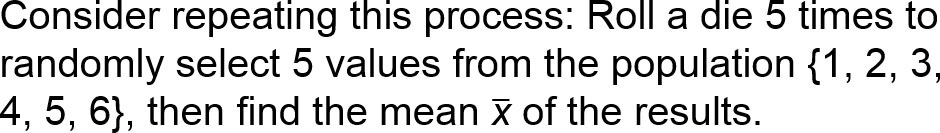 Consider repeating this process: Roll a die 5 times to
randomly select 5 values from the population {1, 2, 3,
4, 5, 6}, then find the mean x̄ of the results.